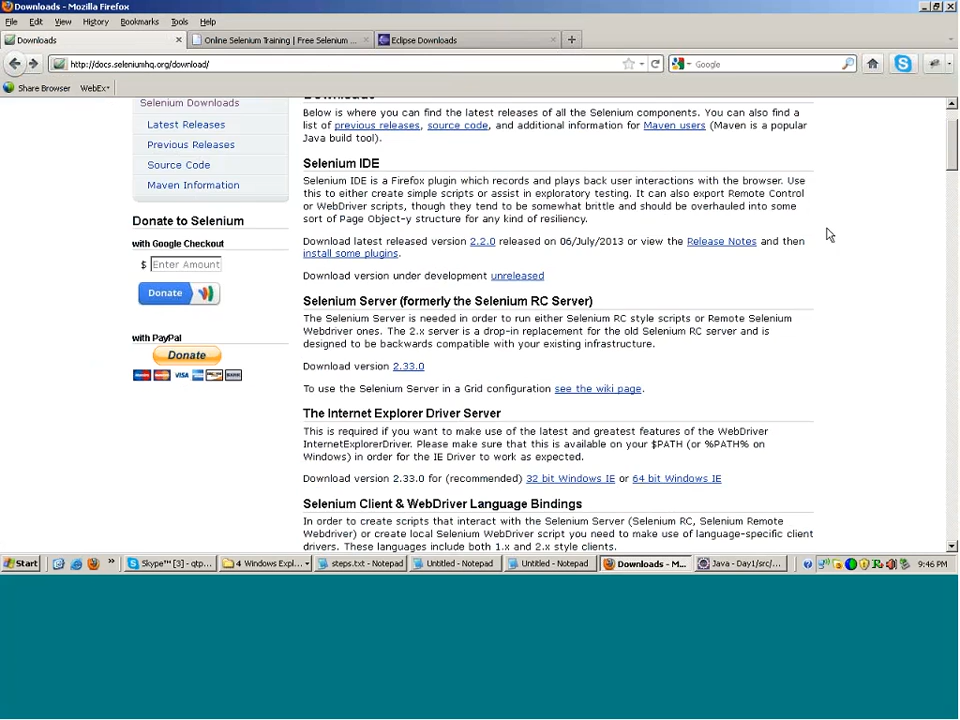 Downloads - Mozilla Firefox
File Edit View History Bookmarks Tools Help
Downloads × Online Selenium Training | Free Selenium ... × Eclipse Downloads × +
http://docs.seleniumhq.org/download/ Google
Share Browser WebEx
Selenium Downloads
Latest Releases
Previous Releases
Source Code
Maven Information
Donate to Selenium
with Google Checkout
$ Enter Amount
Donate
with PayPal
Donate
VISA
Below is where you can find the latest releases of all the Selenium components. You can also find a
list of previous releases, source code, and additional information for Maven users (Maven is a popular
Java build tool).
Selenium IDE
Selenium IDE is a Firefox plugin which records and plays back user interactions with the browser. Use
this to either create simple scripts or assist in exploratory testing. It can also export Remote Control
or WebDriver scripts, though they tend to be somewhat brittle and should be overhauled into some
sort of Page Object-y structure for any kind of resiliency.
Download latest released version 2.2.0 released on 06/July/2013 or view the Release Notes and then
install some plugins.
Download version under development unreleased
Selenium Server (formerly the Selenium RC Server)
The Selenium Server is needed in order to run either Selenium RC style scripts or Remote Selenium
Webdriver ones. The 2.x server is a drop-in replacement for the old Selenium RC server and is
designed to be backwards compatible with your existing infrastructure.
Download version 2.33.0
To use the Selenium Server in a Grid configuration see the wiki page.
The Internet Explorer Driver Server
This is required if you want to make use of the latest and greatest features of the WebDriver
InternetExplorerDriver. Please make sure that this is available on your $PATH (or %PATH% on
Windows) in order for the IE Driver to work as expected.
Download version 2.33.0 for (recommended) 32 bit Windows IE or 64 bit Windows IE
Selenium Client & WebDriver Language Bindings
In order to create scripts that interact with the Selenium Server (Selenium RC, Selenium Remote
Webdriver) or create local Selenium WebDriver script you need to make use of language-specific client
drivers. These languages include both 1.x and 2.x style clients.
Start » Skype™ [3] - qtp... 4 Windows Expl... steps.txt - Notepad Untitled - Notepad Untitled - Notepad Downloads - M... Java - Day1/src/... 9:46 PM